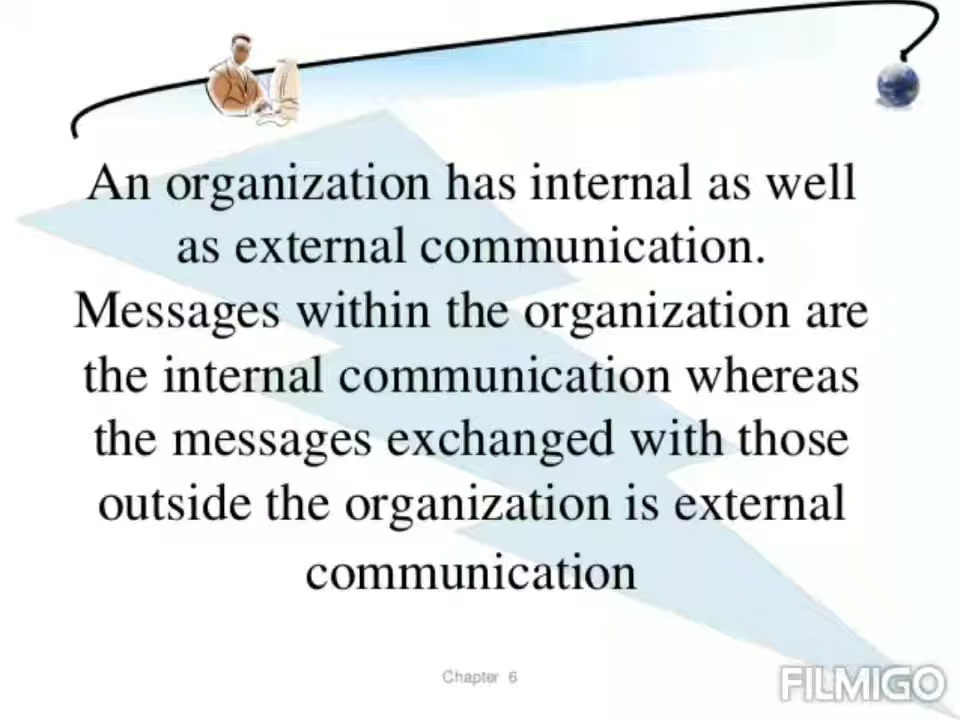 An organization has internal as well
as external communication.
Messages within the organization are
the internal communication whereas
the messages exchanged with those
outside the organization is external
communication
Chapter 6
FILMIGO